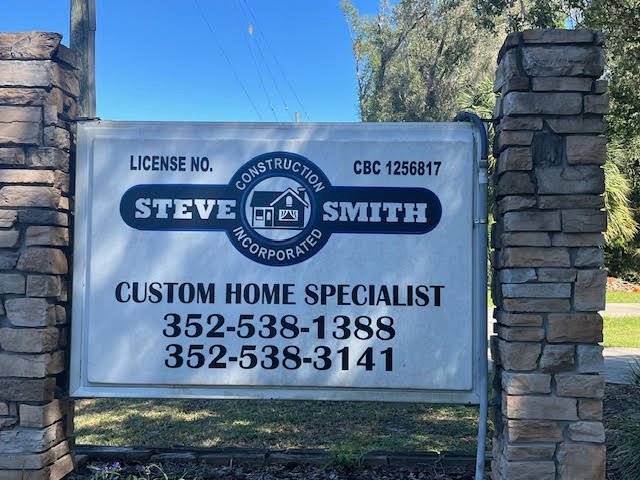 LICENSE NO. CBC 1256817
CONSTRUCTION
STEVE SMITH
INCORPORATED
CUSTOM HOME SPECIALIST
352-538-1388
352-538-3141